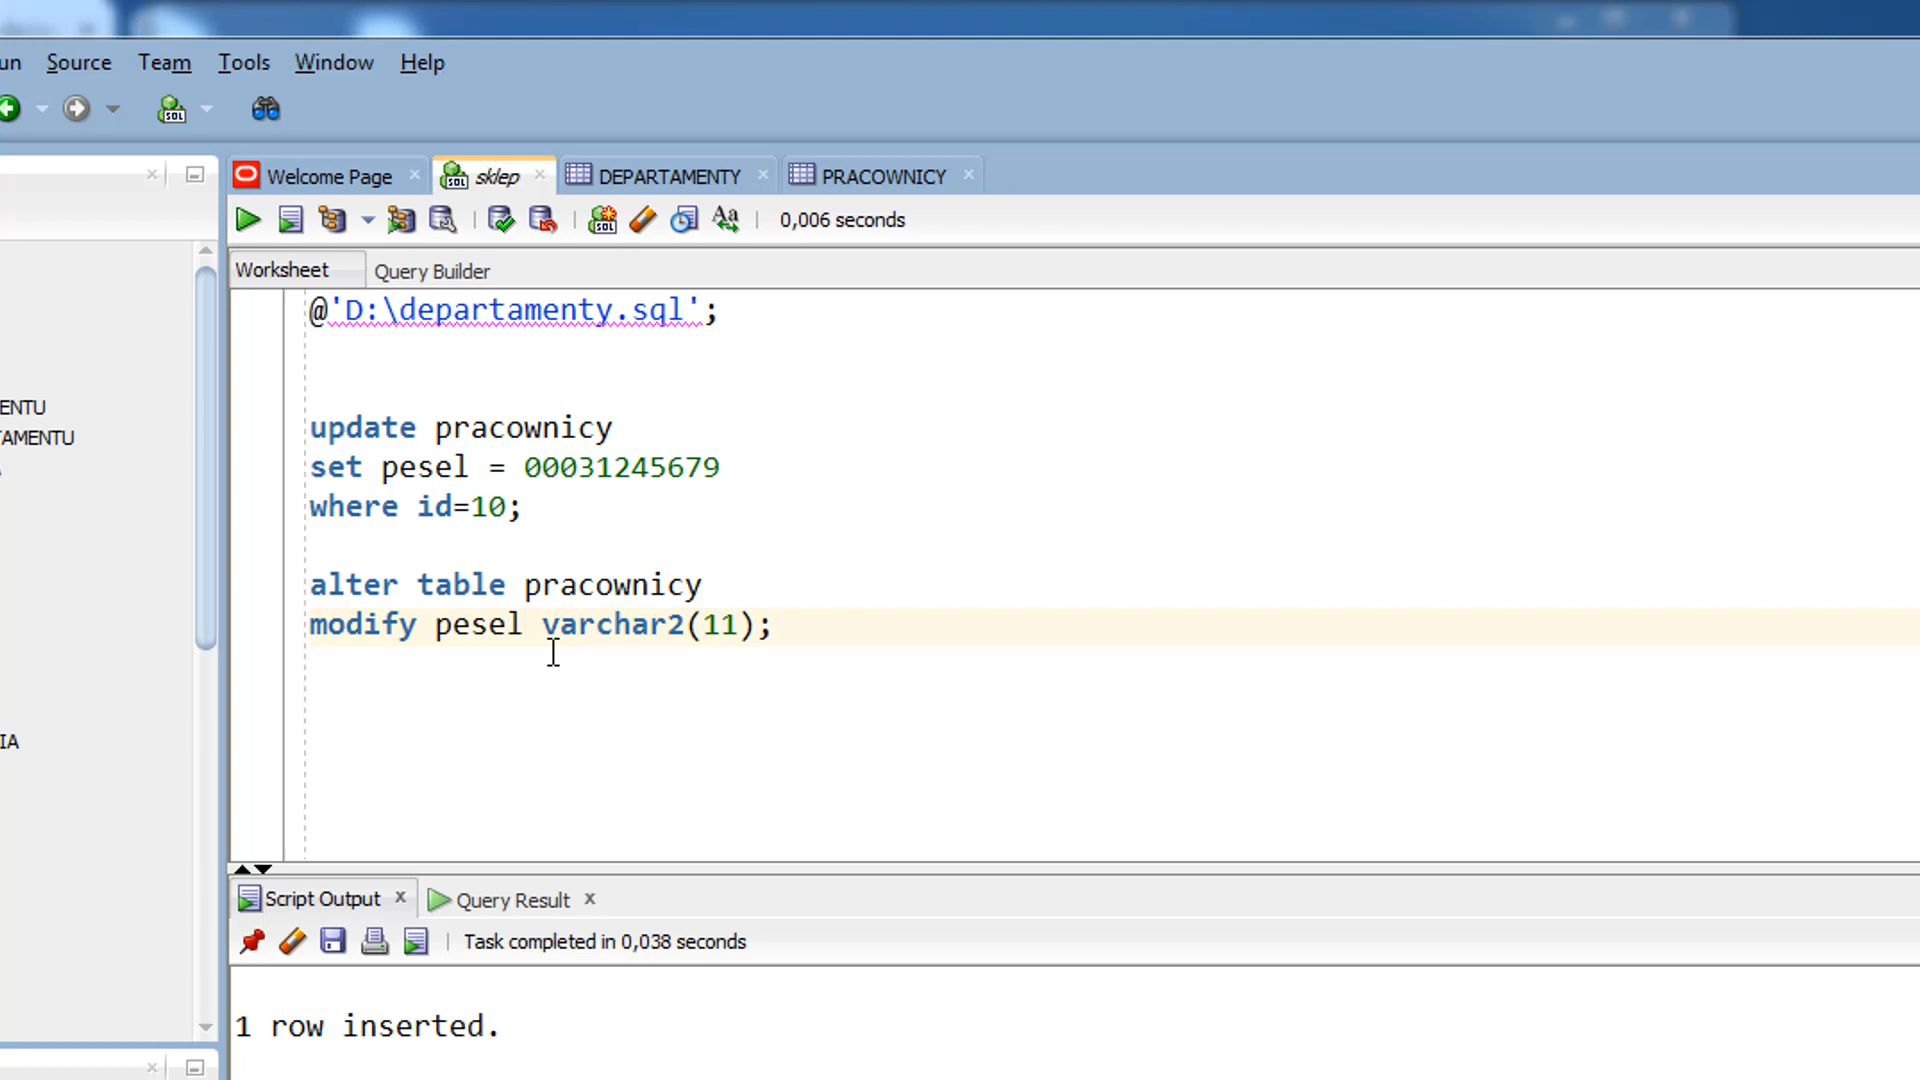 un Source Team Tools Window Help
SQL
Welcome Page sklep DEPARTAMENTY PRACOWNICY
0,006 seconds
Worksheet Query Builder
@'D:\departamenty.sql';
update pracownicy
set pesel = 00031245679
where id=10;
alter table pracownicy
modify pesel varchar2(11);
ENTU
TAMENTU
IA
Script Output x Query Result x
Task completed in 0,038 seconds
1 row inserted.